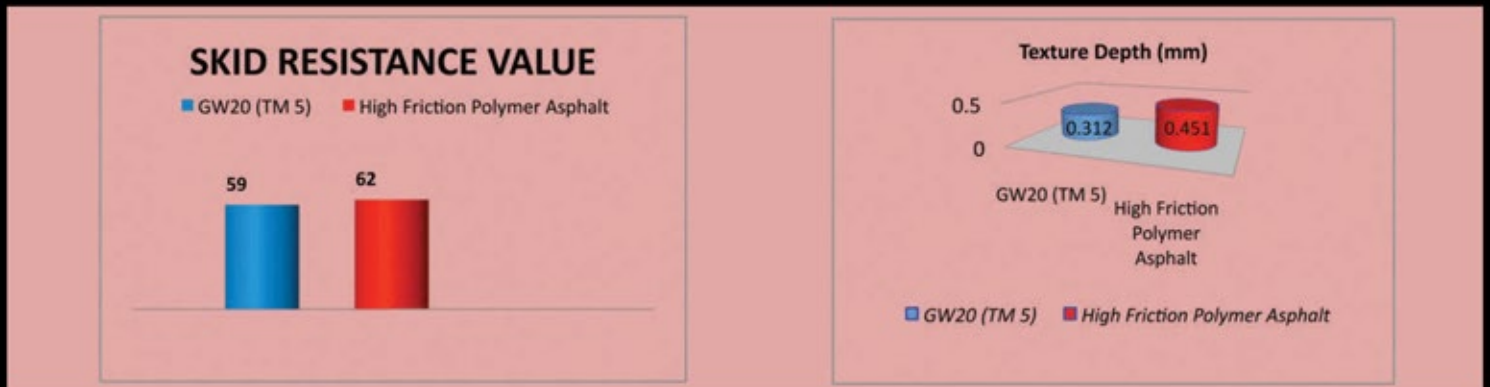 SKID RESISTANCE VALUE
GW20 (TM 5) High Friction Polymer Asphalt
59
62
Texture Depth (mm)
0.5
0
0.312
0.451
GW20 (TM 5)
High Friction
Polymer
Asphalt
GW20 (TM 5) High Friction Polymer Asphalt